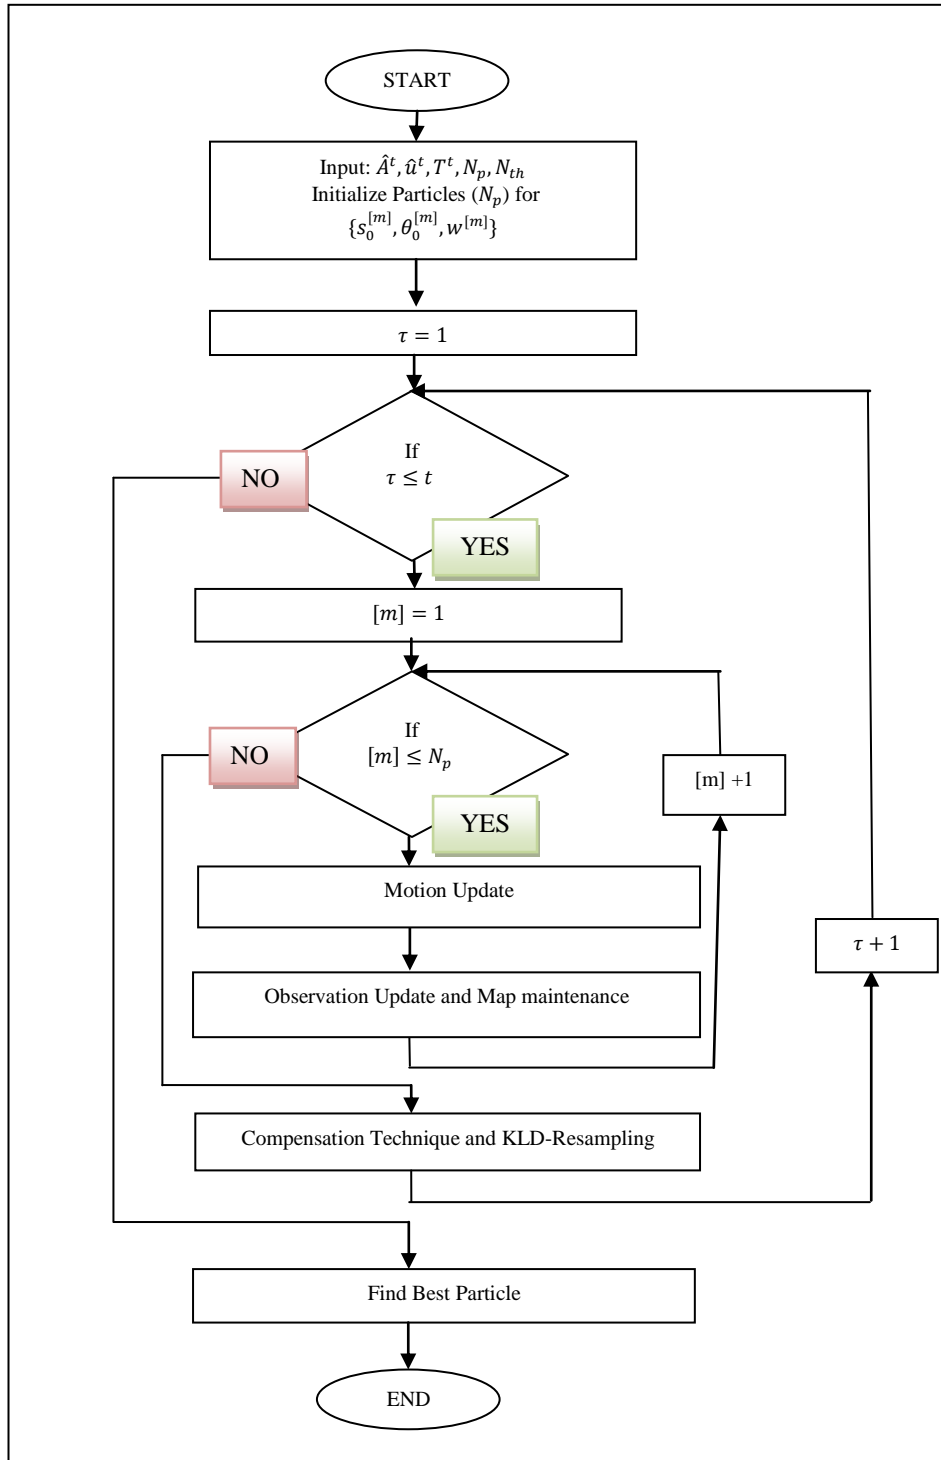 START
Input: Â^t, û^t, T^t, N_p, N_th
Initialize Particles (N_p) for
{s_0^[m], θ_0^[m], w^[m]}
τ = 1
If
τ ≤ t
NO
YES
[m] = 1
If
[m] ≤ N_p
NO
YES
[m] +1
Motion Update
τ + 1
Observation Update and Map maintenance
Compensation Technique and KLD-Resampling
Find Best Particle
END